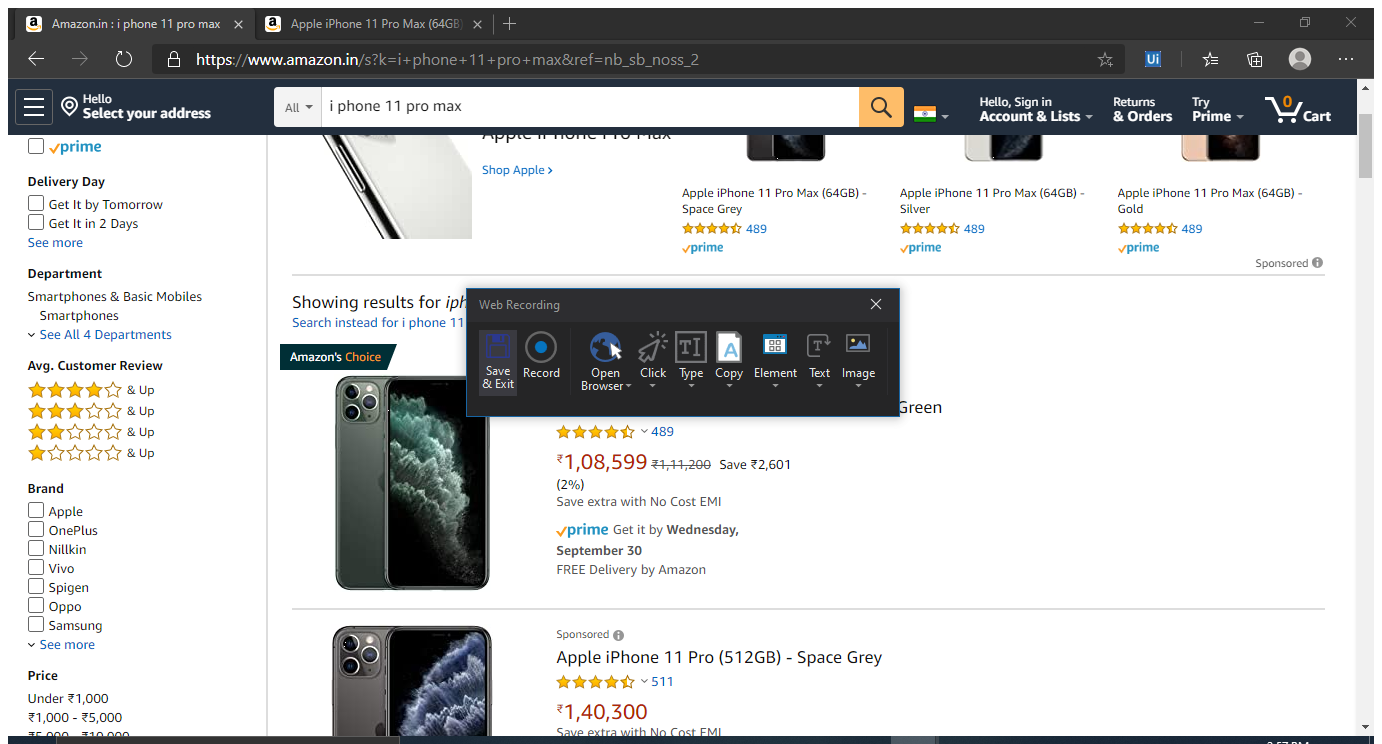 Amazon.in : i phone 11 pro max
Apple iPhone 11 Pro Max (64GB)
https://www.amazon.in/s?k=i+phone+11+pro+max&ref=nb_sb_noss_2
Ui
Hello
Select your address
All
i phone 11 pro max
Hello, Sign in
Account & Lists
Returns
& Orders
Try
Prime
0
Cart
prime
Delivery Day
Get It by Tomorrow
Get It in 2 Days
See more
Department
Smartphones & Basic Mobiles
Smartphones
See All 4 Departments
Avg. Customer Review
& Up
& Up
& Up
& Up
Brand
Apple
OnePlus
Nillkin
Vivo
Spigen
Oppo
Samsung
See more
Price
Under ₹1,000
₹1,000 - ₹5,000
₹5,000 - ₹10,000
Apple iPhone Pro Max
Shop Apple
Apple iPhone 11 Pro Max (64GB) -
Space Grey
489
prime
Apple iPhone 11 Pro Max (64GB) -
Silver
489
prime
Apple iPhone 11 Pro Max (64GB) -
Gold
489
prime
Sponsored
Showing results for iph
Search instead for i phone 11
Web Recording
Save
& Exit
Record
Open
Browser
Click
Type
Copy
Element
Text
Image
Amazon's Choice
Green
489
₹1,08,599 ₹1,11,200 Save ₹2,601
(2%)
Save extra with No Cost EMI
prime Get it by Wednesday,
September 30
FREE Delivery by Amazon
Sponsored
Apple iPhone 11 Pro (512GB) - Space Grey
511
₹1,40,300
Save extra with No Cost EMI